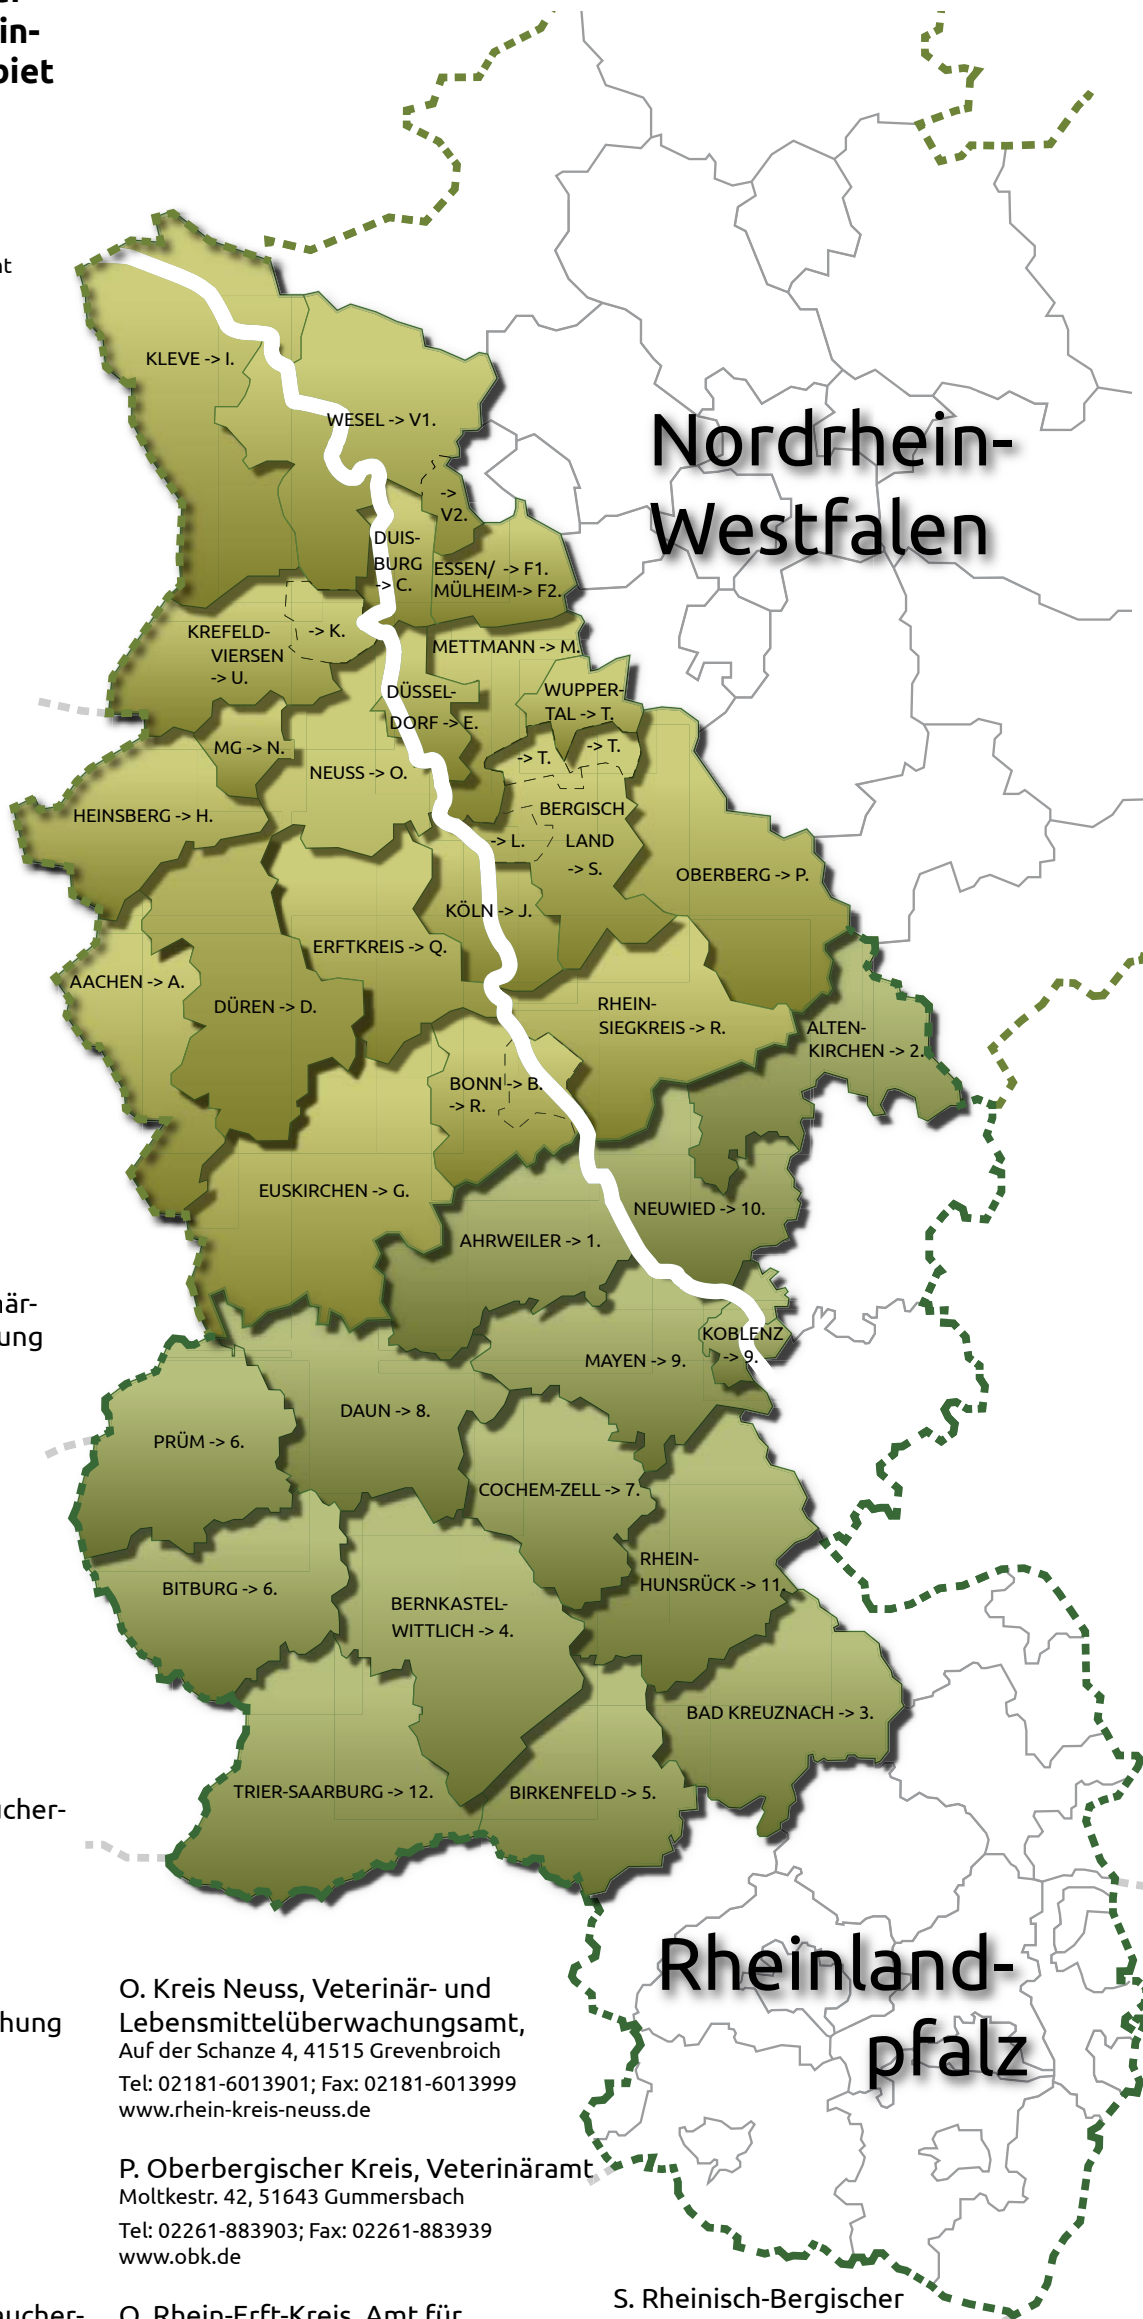 in-
biet
KLEVE -> I.
WESEL -> V1.
->
V2.
DUIS-
BURG
-> C.
ESSEN/ -> F1.
MÜLHEIM-> F2.
Nordrhein-
Westfalen
KREFELD-
VIERSEN
-> U.
-> K.
METTMANN -> M.
DÜSSEL-
DORF -> E.
WUPPER-
TAL -> T.
-> T.
-> T.
MG -> N.
NEUSS -> O.
HEINSBERG -> H.
BERGISCH
LAND
-> S.
-> L.
OBERBERG -> P.
KÖLN -> J.
ERFTKREIS -> Q.
AACHEN -> A.
DÜREN -> D.
RHEIN-
SIEGKREIS -> R.
ALTEN-
KIRCHEN -> 2.
BONN -> B.
-> R.
EUSKIRCHEN -> G.
NEUWIED -> 10.
AHRWEILER -> 1.
när-
ung
KOBLENZ
-> 9.
MAYEN -> 9.
DAUN -> 8.
PRÜM -> 6.
COCHEM-ZELL -> 7.
RHEIN-
HUNSRÜCK -> 11.
BITBURG -> 6.
BERNKASTEL-
WITTLICH -> 4.
BAD KREUZNACH -> 3.
TRIER-SAARBURG -> 12.
BIRKENFELD -> 5.
ucher-
Rheinland-
pfalz
hung
O. Kreis Neuss, Veterinär- und
Lebensmittelüberwachungsamt,
Auf der Schanze 4, 41515 Grevenbroich
Tel: 02181-6013901; Fax: 02181-6013999
www.rhein-kreis-neuss.de
P. Oberbergischer Kreis, Veterinäramt
Moltkestr. 42, 51643 Gummersbach
Tel: 02261-883903; Fax: 02261-883939
www.obk.de
aucher-
Q. Rhein-Erft-Kreis, Amt für
S. Rheinisch-Bergischer